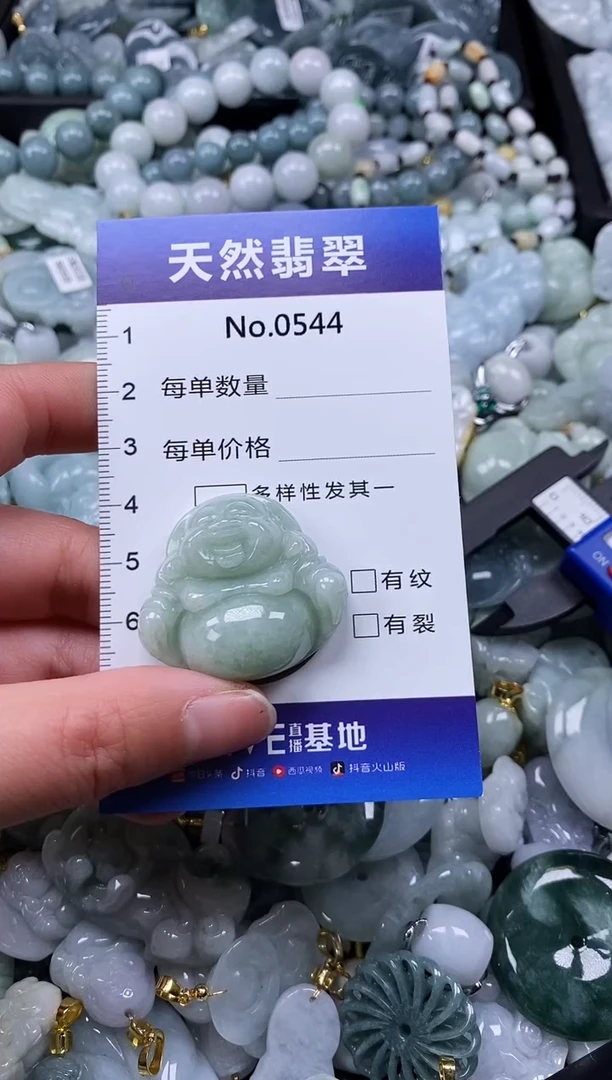 天然翡翠
No.0544
1
2
3
4
5
6
每单数量
每单价格
多样性发其一
有纹
有裂
直播基地
抖音 西瓜视频 抖音火山版
0
ON